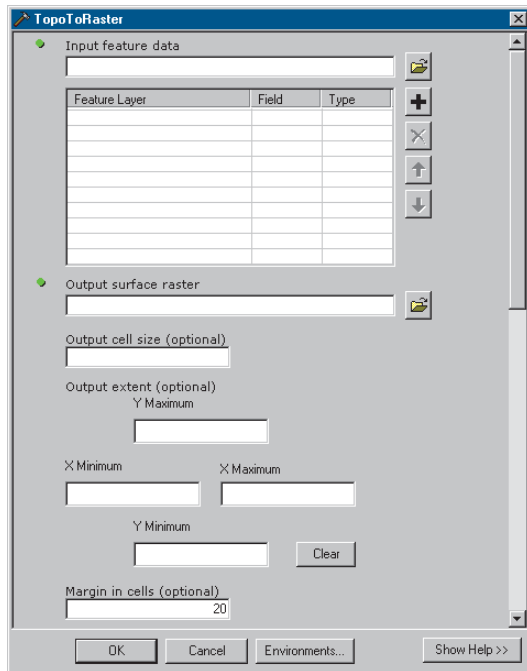 TopoToRaster
Input feature data
Feature Layer Field Type
Output surface raster
Output cell size (optional)
Output extent (optional)
Y Maximum
X Minimum X Maximum
Y Minimum
Clear
Margin in cells (optional)
20
OK Cancel Environments... Show Help >>